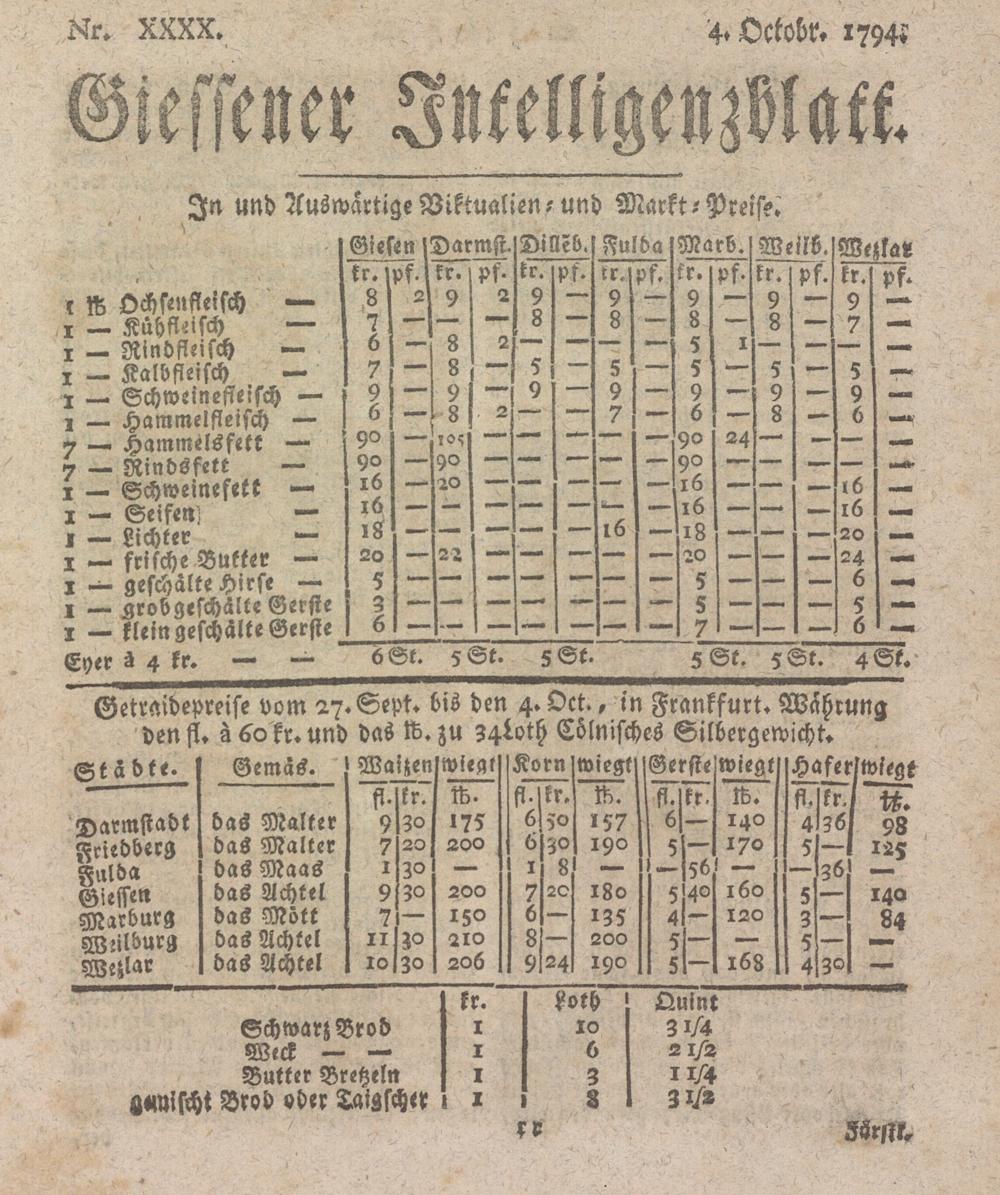 Nr. XXXX. 4. Octobr. 1794.
Giessener Intelligenzblatt.
In und Auswärtige Viktualien- und Markt-Preise.
Giesen Darmst. Dillēb. Fulda Marb. Weilb. Wezlar
kr. pf. kr. pf. kr. pf. kr. pf. kr. pf. kr. pf. kr. pf.
1 ℔ Ochsenfleisch — 8 2 9 2 9 — 9 — 9 — 9 — 9 —
1 — Kühfleisch — 7 — — — 8 — 8 — 8 — 8 — 7 —
1 — Rindfleisch — 6 — 8 2 — — — — 5 1 — — — —
1 — Kalbfleisch — 7 — 8 — 5 — 5 — 5 — 5 — 5 —
1 — Schweinefleisch — 9 — 9 — 9 — 9 — 9 — 9 — 9 —
1 — Hammelfleisch — 6 — 8 2 — — 7 — 6 — 8 — 6 —
7 — Hammelsfett — 90 — 105 — — — — — 90 24 — — — —
7 — Rindsfett — 90 — 90 — — — — — 90 — — — — —
1 — Schweinefett — 16 — 20 — — — — — 16 — — — 16 —
1 — Seifen — 16 — — — — — — — 16 — — — 16 —
1 — Lichter — 18 — — — — — 16 — 18 — — — 20 —
1 — frische Butter — 20 — 22 — — — — — 20 — — — 24 —
1 — geschälte Hirse — 5 — — — — — — — 5 — — — 6 —
1 — grobgeschälte Gerste 3 — — — — — — — 5 — — — 5 —
1 — klein geschälte Gerste 6 — — — — — — — 7 — — — 6 —
Eyer à 4 kr. — — 6 St. 5 St. 5 St. 5 St. 5 St. 4 St.
Getraidepreise vom 27. Sept. bis den 4. Oct., in Frankfurt. Währung
den fl. à 60 kr. und das ℔. zu 34 Loth Cölnisches Silbergewicht.
Städte. Gemäs. Waitzen wiegt Korn wiegt Gerste wiegt Hafer wiegt
fl. kr. ℔. fl. kr. ℔. fl. kr. ℔. fl. kr. ℔.
Darmstadt das Malter 9 30 175 6 50 157 6 — 140 4 36 98
Friedberg das Malter 7 20 200 6 30 190 5 — 170 5 — 125
Fulda das Maas 1 30 — 1 8 — — 56 — — 36 —
Giessen das Achtel 9 30 200 7 20 180 5 40 160 5 — 140
Marburg das Mött 7 — 150 6 — 135 4 — 120 3 — 84
Weilburg das Achtel 11 30 210 8 — 200 5 — — 5 — —
Wezlar das Achtel 10 30 206 9 24 190 5 — 168 4 30 —
kr. Loth Quint
Schwarz Brod 1 10 3 1/4
Weck — — 1 6 2 1/2
Butter Bretzeln 1 3 1 1/4
gemischt Brod oder Taigscher 1 8 3 1/2
rr Fürstl.